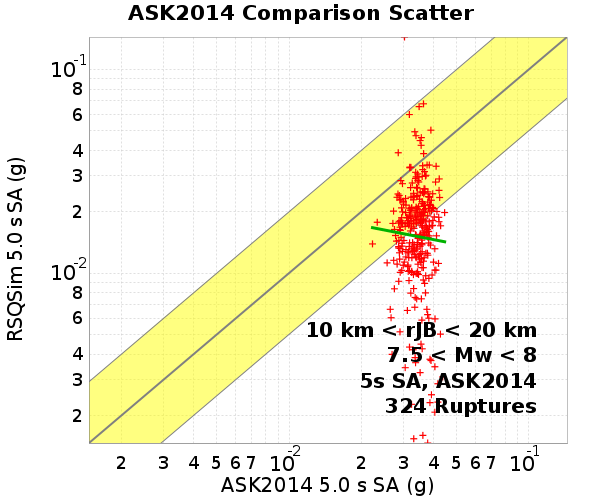 ASK2014 Comparison Scatter
RSQSim 5.0 s SA (g)
10^-1
8
6
4
3
2
10^-2
8
6
4
3
2
10 km < rJB < 20 km
7.5 < Mw < 8
5s SA, ASK2014
324 Ruptures
2 3 4 5 6 7 10^-2 2 3 4 5 6 7 10^-1
ASK2014 5.0 s SA (g)